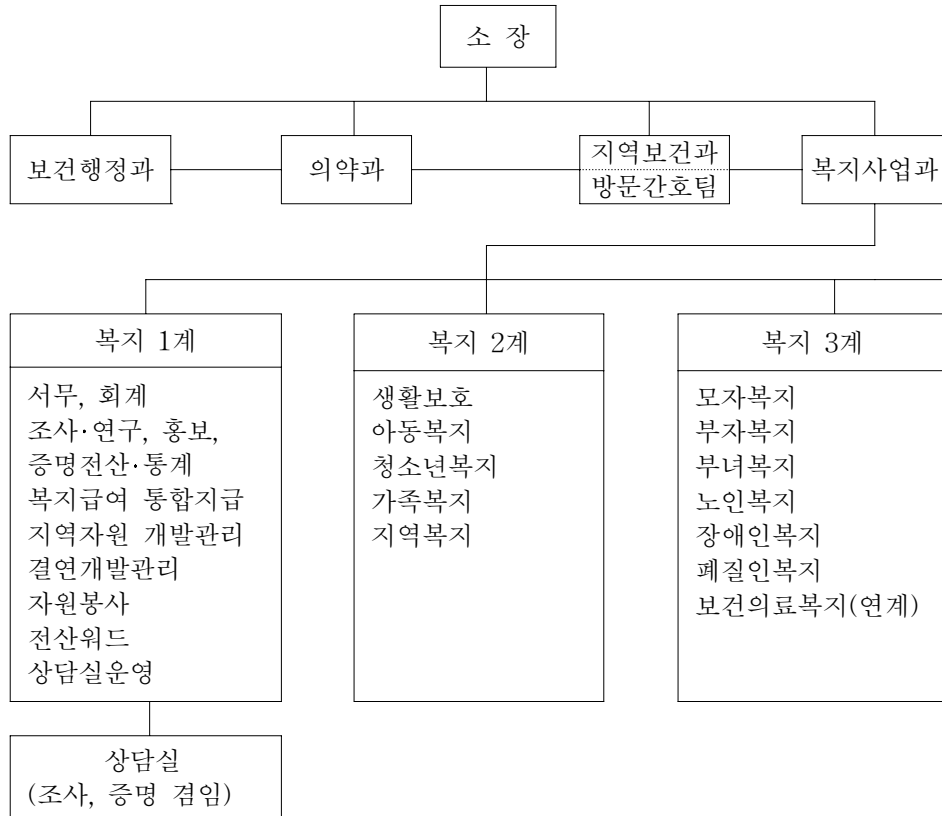 소 장
보건행정과
의약과
지역보건과
방문간호팀
복지사업과
복지 1계
서무, 회계
조사·연구, 홍보,
증명전산·통계
복지급여 통합지급
지역자원 개발관리
결연개발관리
자원봉사
전산워드
상담실운영
복지 2계
생활보호
아동복지
청소년복지
가족복지
지역복지
복지 3계
모자복지
부자복지
부녀복지
노인복지
장애인복지
폐질인복지
보건의료복지(연계)
상담실
(조사, 증명 겸임)